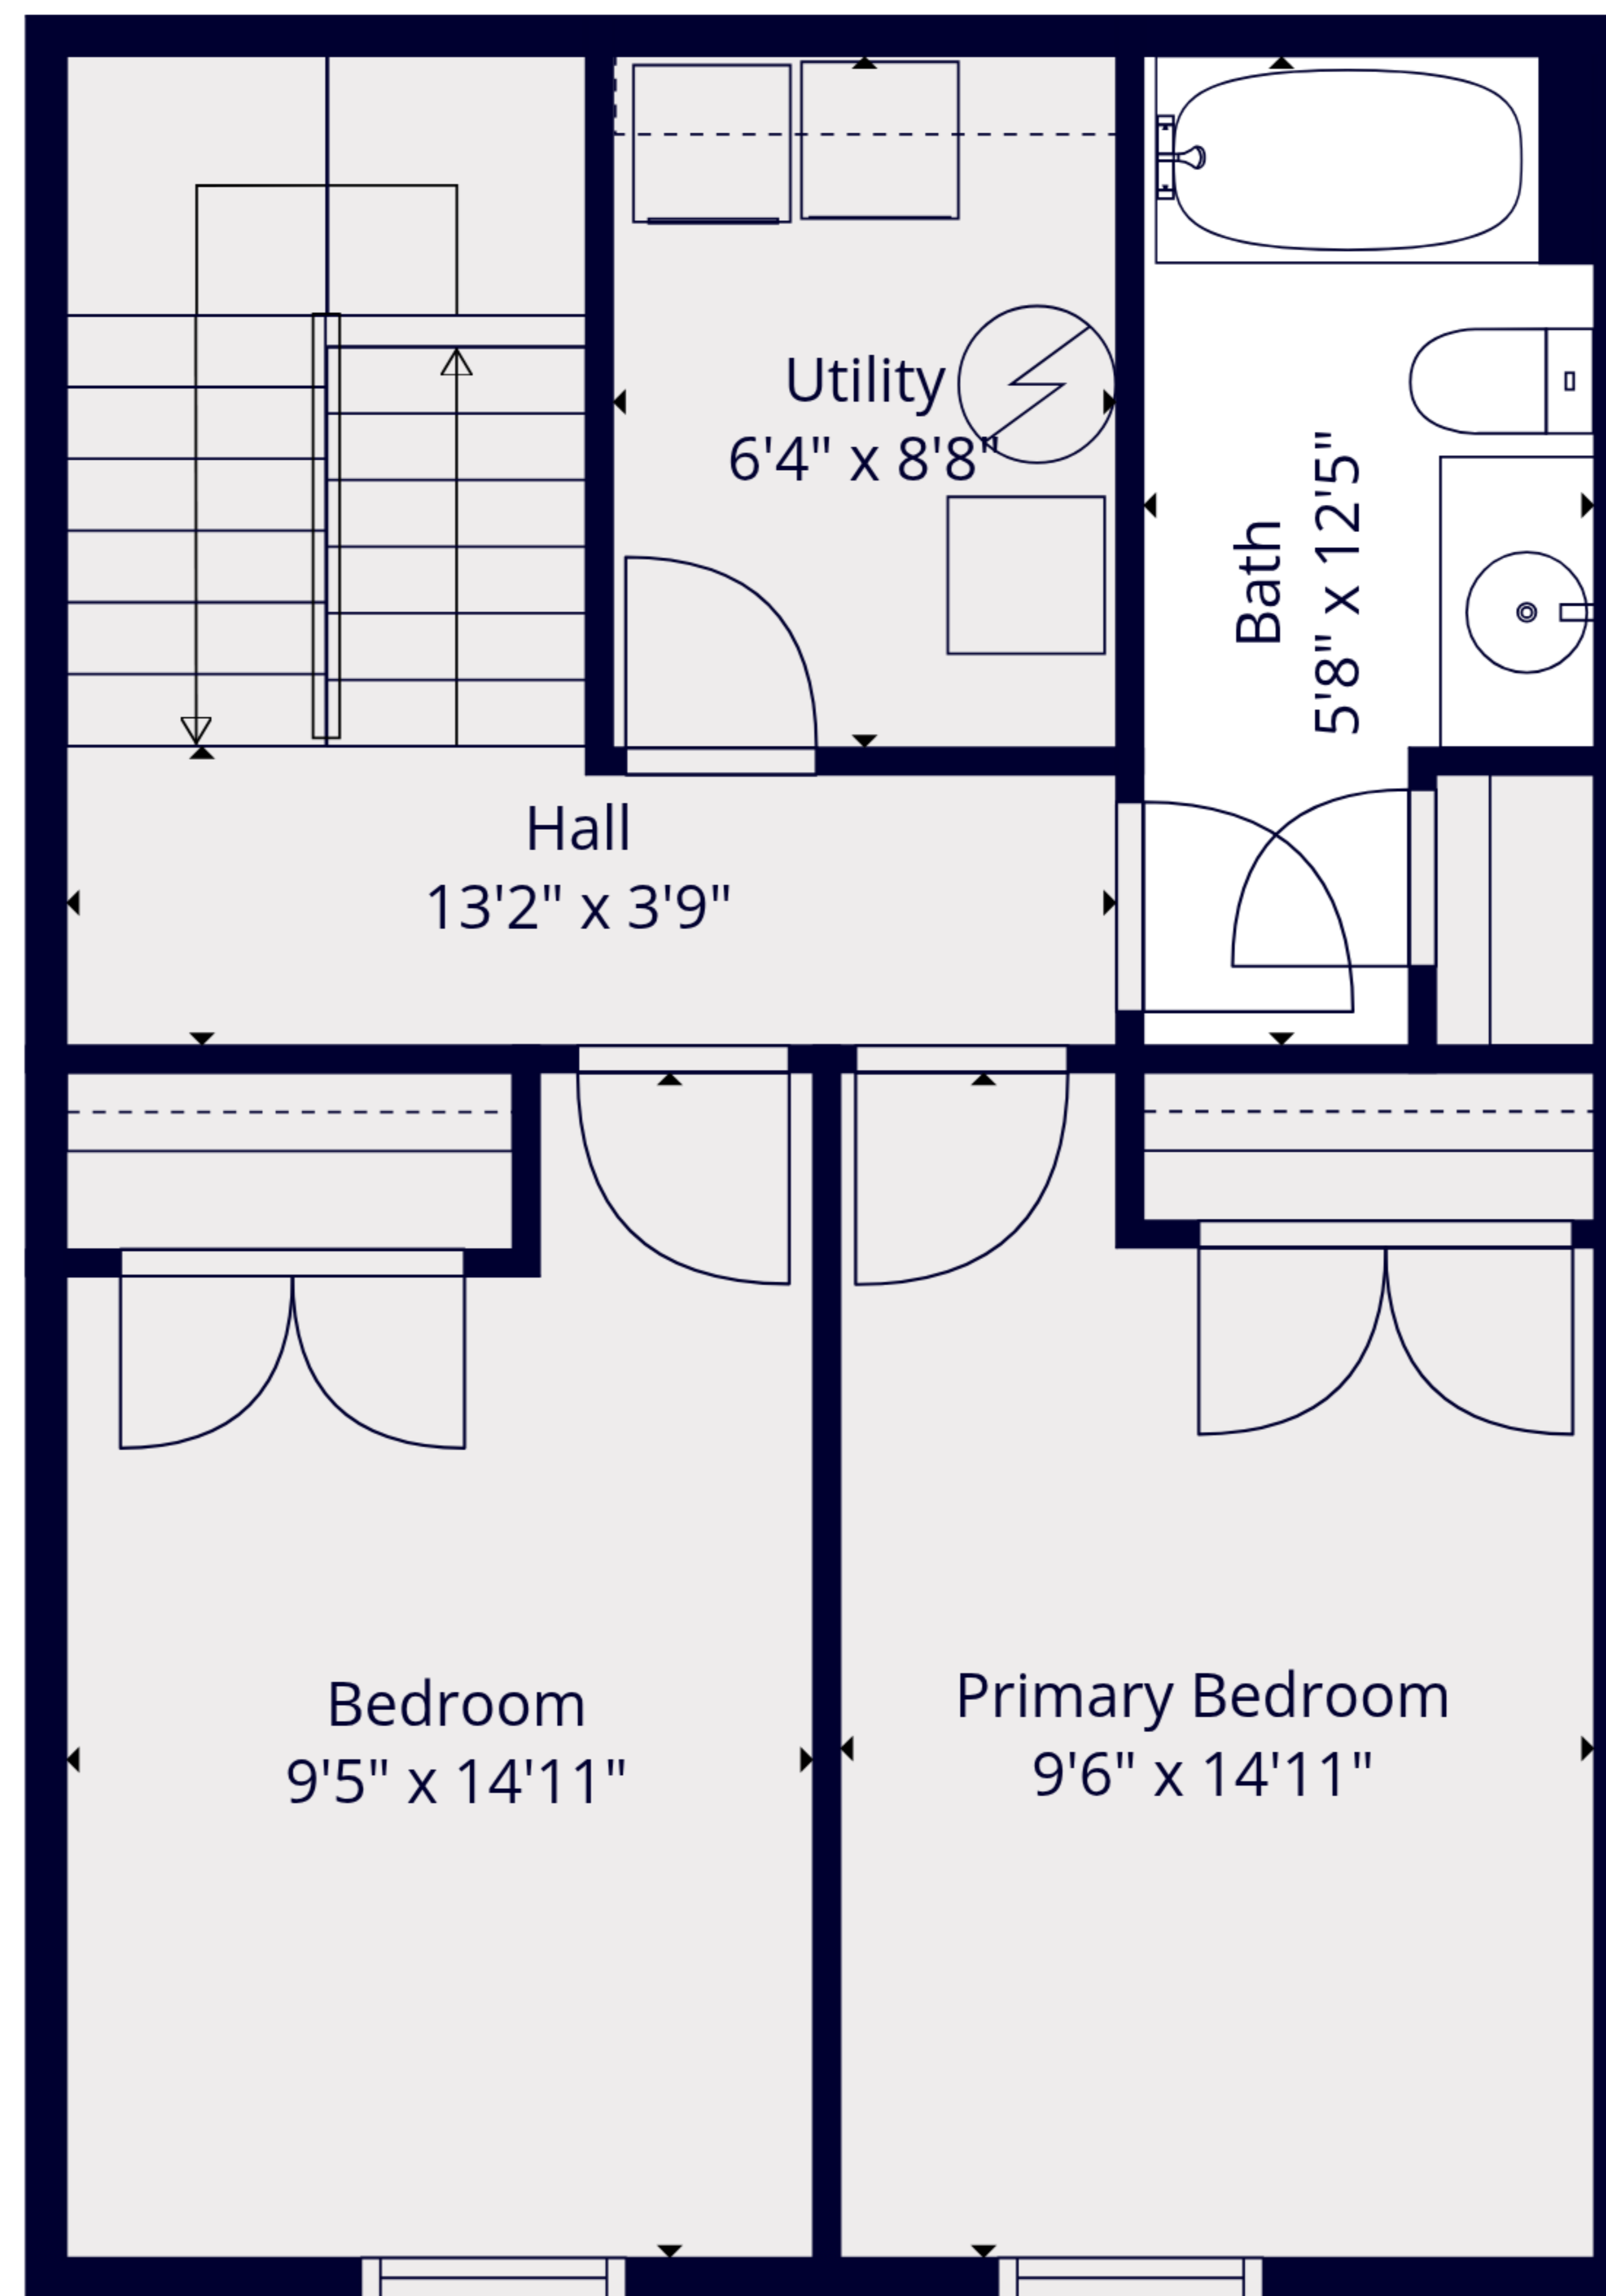 Utility
6'4" x 8'8"
Bath
5'8" x 12'5"
Hall
13'2" x 3'9"
Bedroom
9'5" x 14'11"
Primary Bedroom
9'6" x 14'11"